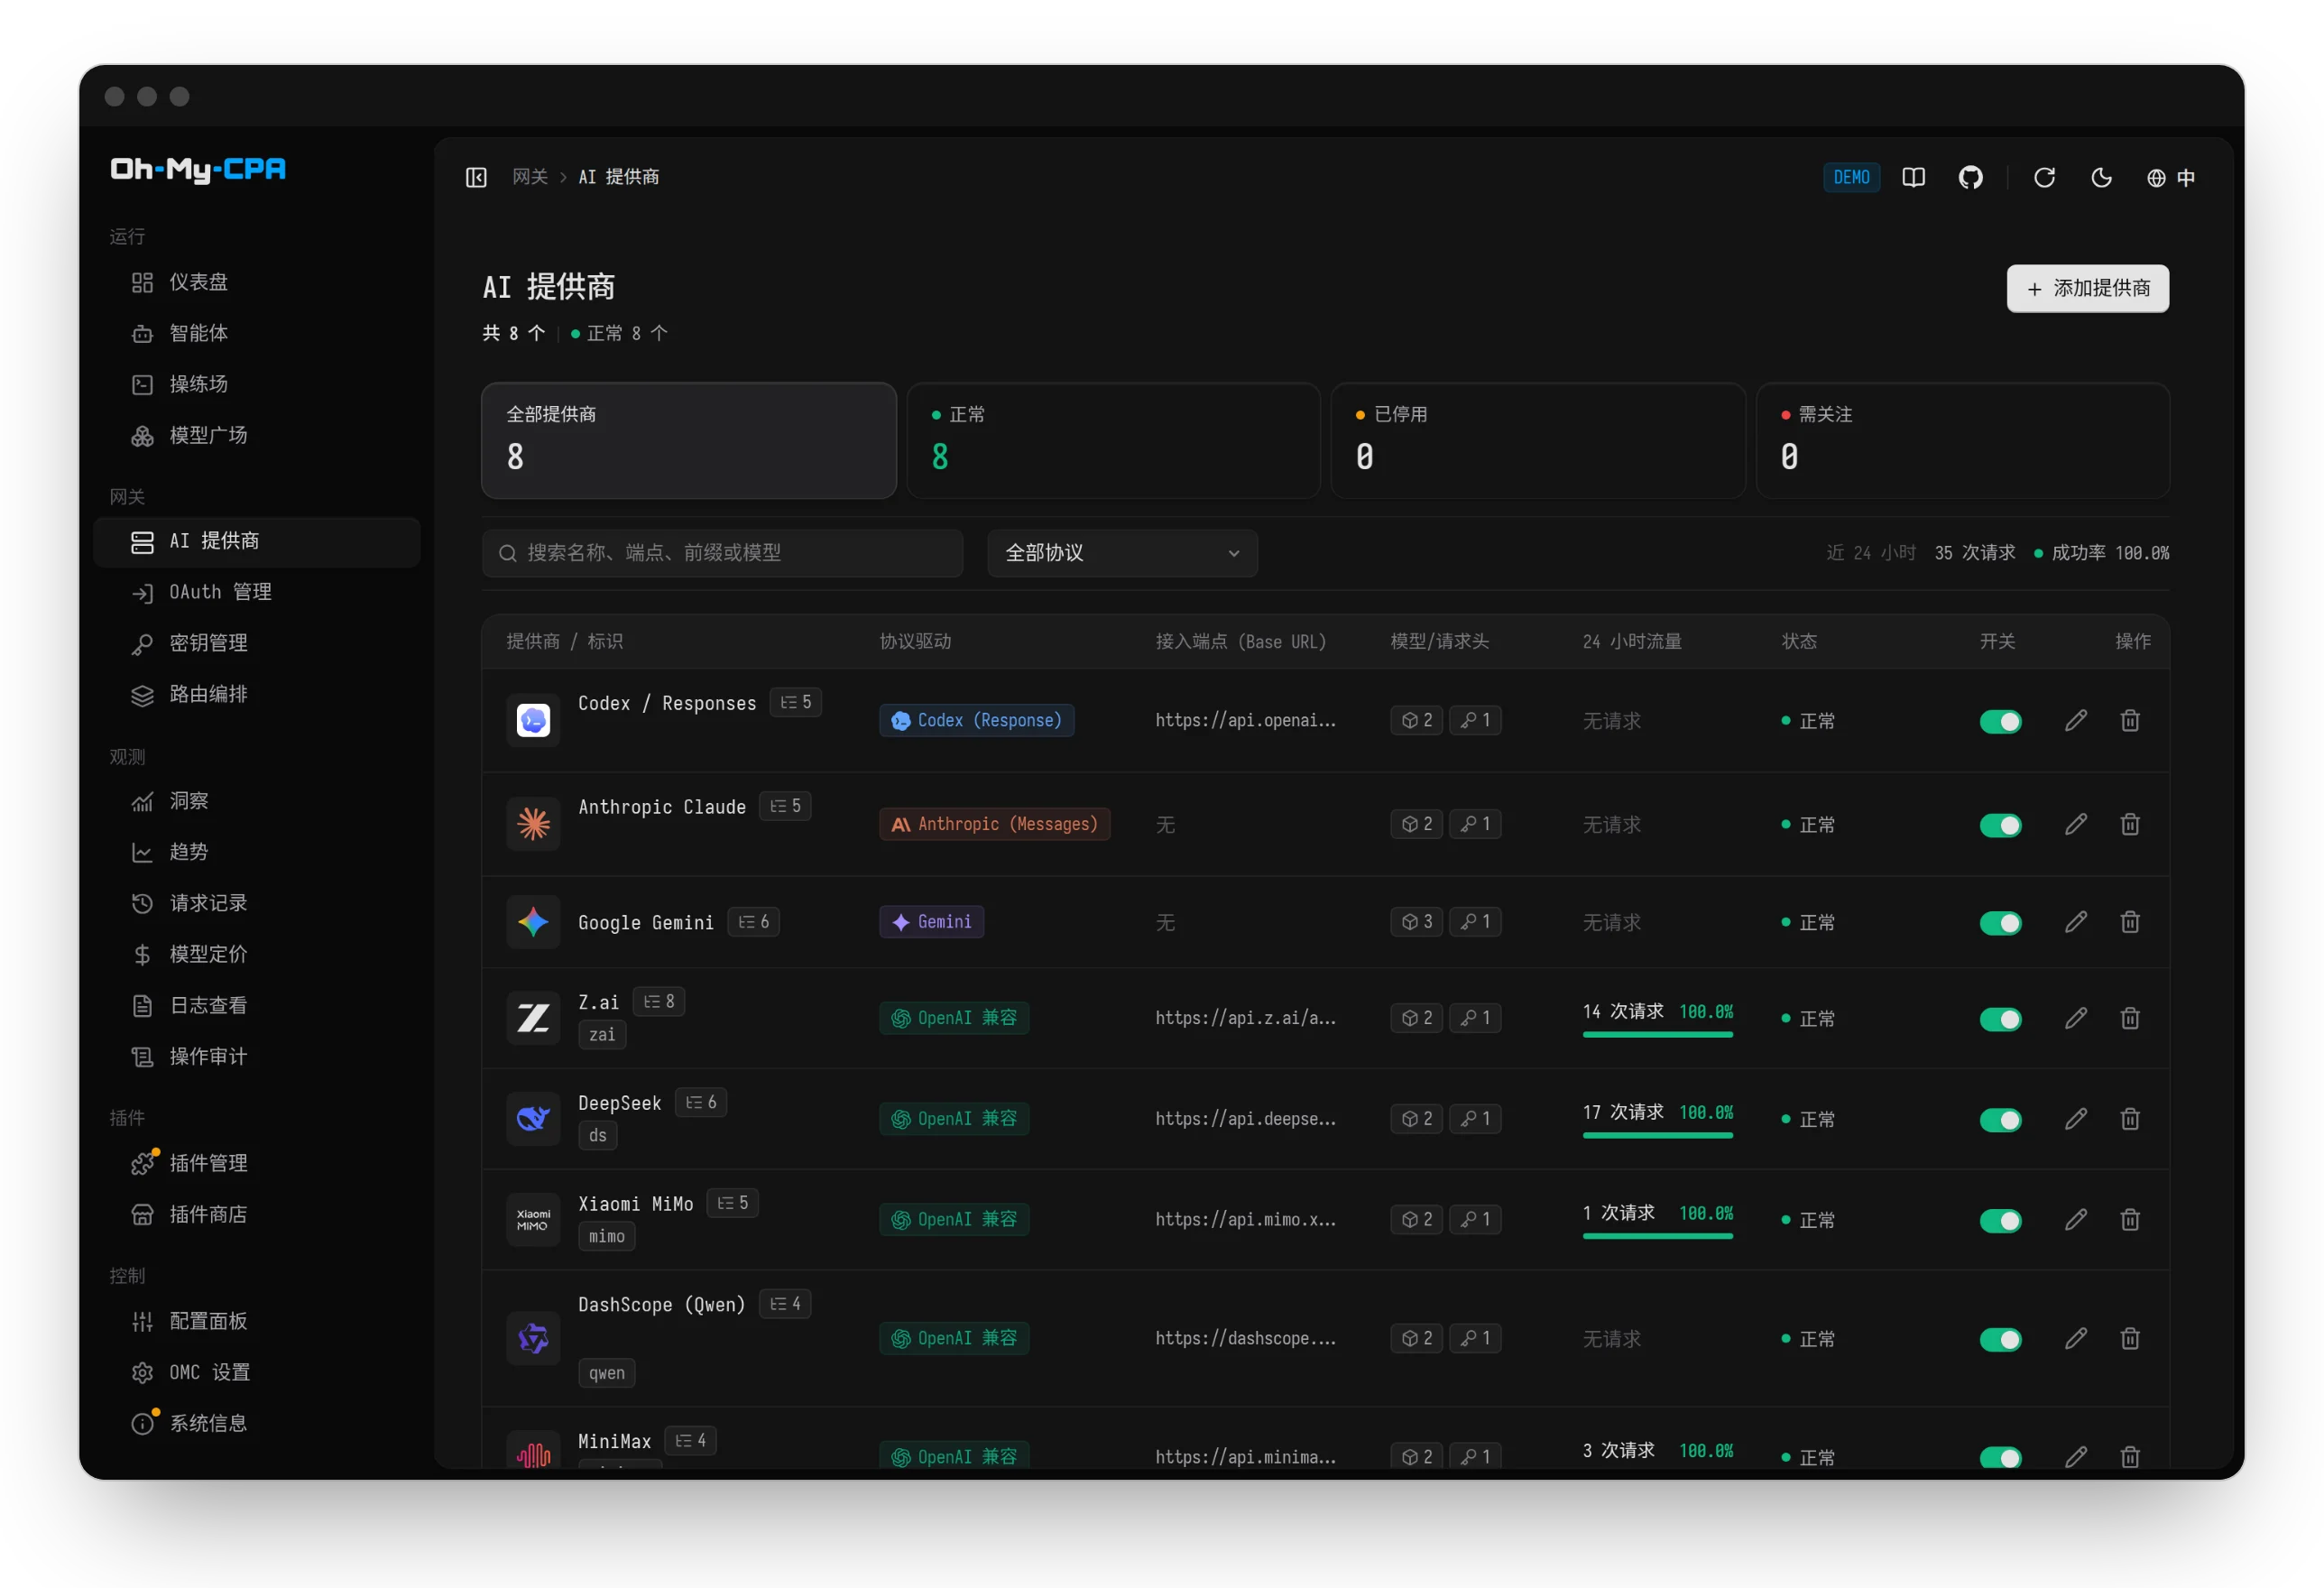 Oh-My-CPA
运行
仪表盘
智能体
操练场
模型广场
网关
AI 提供商
OAuth 管理
密钥管理
路由编排
观测
洞察
趋势
请求记录
模型定价
日志查看
操作审计
插件
插件管理
插件商店
控制
配置面板
OMC 设置
系统信息
网关 > AI 提供商
DEMO
中
AI 提供商
共 8 个 | 正常 8 个
添加提供商
全部提供商
8
正常
8
已停用
0
需关注
0
搜索名称、端点、前缀或模型
全部协议
近 24 小时 35 次请求 成功率 100.0%
提供商 / 标识 协议驱动 接入端点 (Base URL) 模型/请求头 24 小时流量 状态 开关 操作
Codex / Responses 5 Codex (Response) https://api.openai... 2 1 无请求 正常
Anthropic Claude 5 Anthropic (Messages) 无 2 1 无请求 正常
Google Gemini 6 Gemini 无 3 1 无请求 正常
Z.ai 8 OpenAI 兼容 https://api.z.ai/a... 2 1 14 次请求 100.0% 正常
zai
DeepSeek 6 OpenAI 兼容 https://api.deepse... 2 1 17 次请求 100.0% 正常
ds
Xiaomi MiMo 5 OpenAI 兼容 https://api.mimo.x... 2 1 1 次请求 100.0% 正常
Xiaomi
MiMO
mimo
DashScope (Qwen) 4 OpenAI 兼容 https://dashscope.... 2 1 无请求 正常
qwen
MiniMax 4 OpenAI 兼容 https://api.minima... 2 1 3 次请求 100.0% 正常